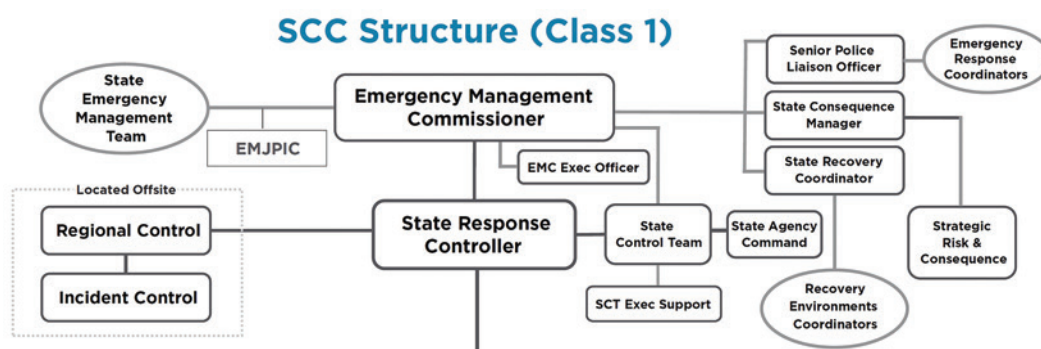 SCC Structure (Class 1)
State
Emergency
Management
Team
EMJPIC
Emergency Management
Commissioner
EMC Exec Officer
Senior Police
Liaison Officer
Emergency
Response
Coordinators
State Consequence
Manager
State Recovery
Coordinator
Located Offsite
Regional Control
Incident Control
State Response
Controller
State
Control Team
State Agency
Command
SCT Exec Support
Strategic
Risk &
Consequence
Recovery
Environments
Coordinators